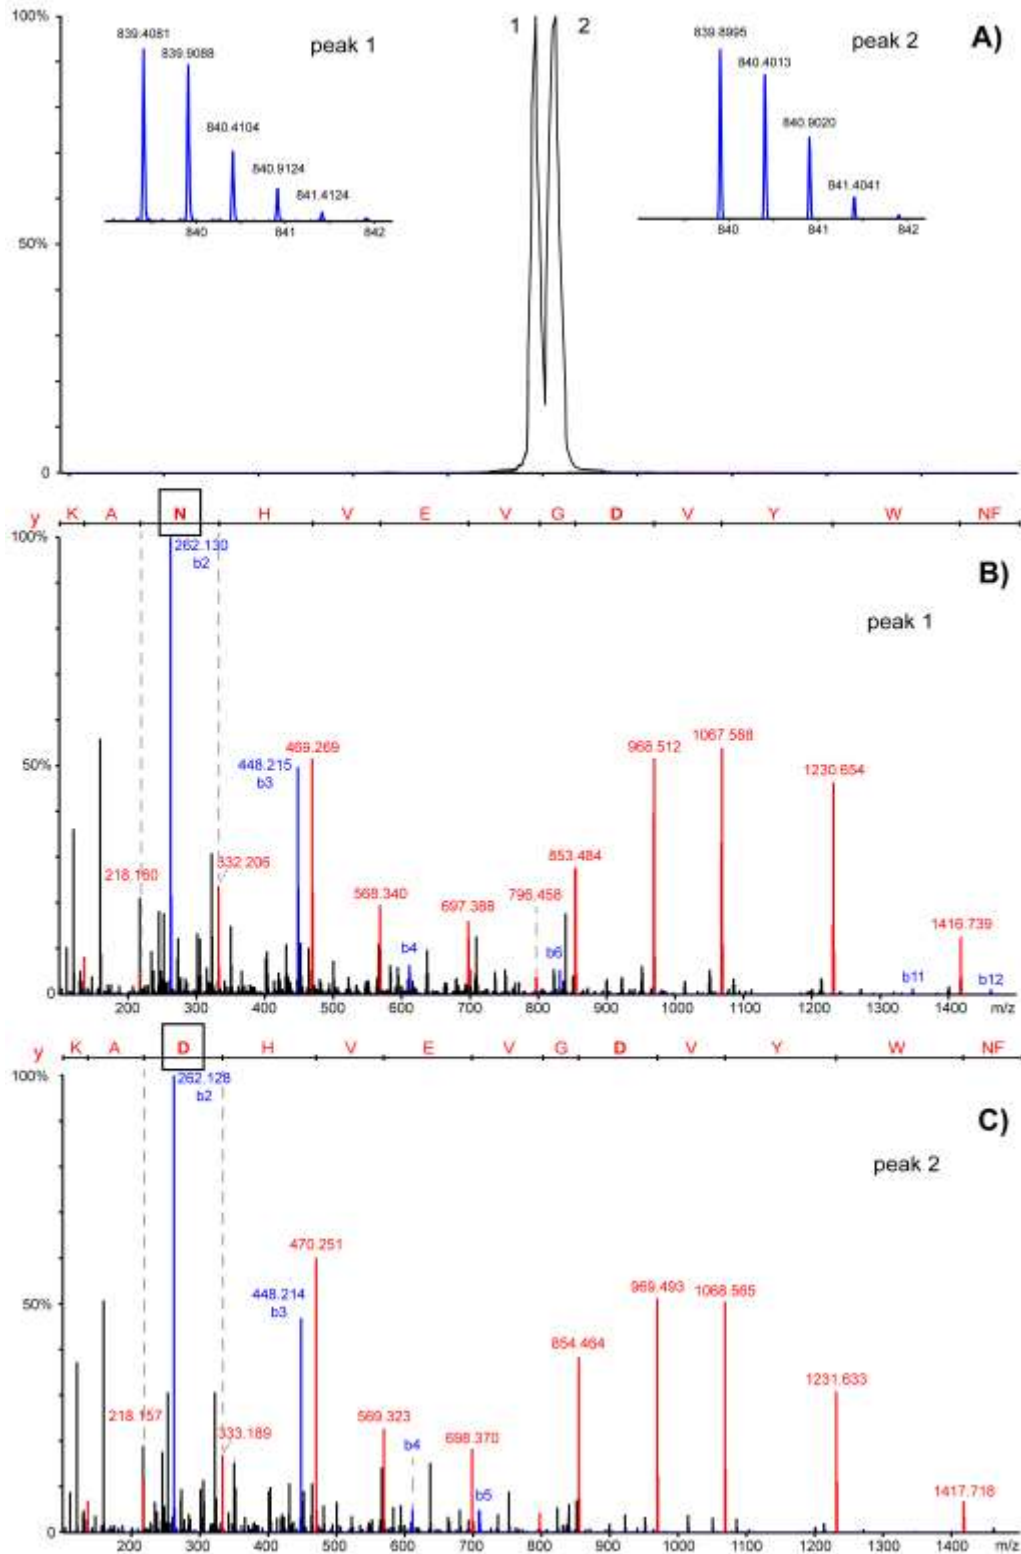 100%
1
2
A)
peak 1
839.4081
839.9088
840.4104
840.9124
841.4124
840
841
842
peak 2
839.8995
840.4013
840.9020
841.4041
840
841
842
50%
0
y K A N H V E V G D V Y W NF
100%
262.130
b2
B)
peak 1
50%
448.215
b3
469.269
968.512
1067.588
1230.654
218.160
332.206
568.340
697.388
796.458
853.484
1416.739
b4
b6
b11
b12
0
200 300 400 500 600 700 800 900 1000 1100 1200 1300 1400 m/z
y K A D H V E V G D V Y W NF
100%
262.128
b2
C)
peak 2
50%
448.214
b3
470.251
969.493
1068.565
854.464
1231.633
218.157
333.189
569.323
698.370
b4
b5
1417.718
0
200 300 400 500 600 700 800 900 1000 1100 1200 1300 1400 m/z